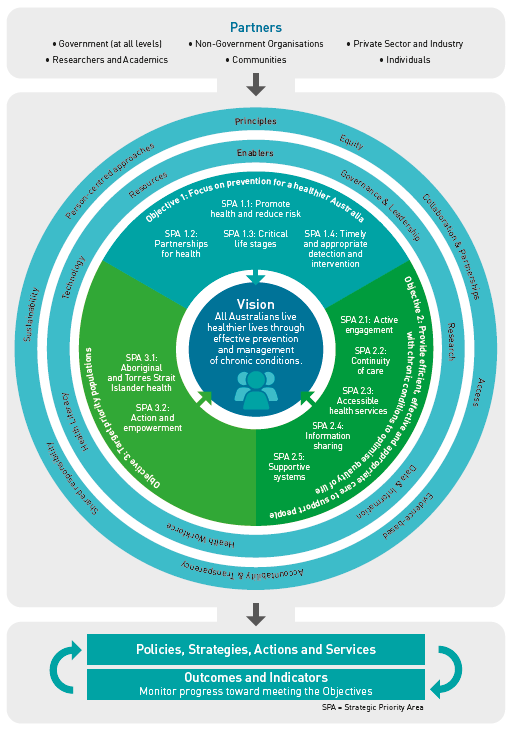 Partners
• Government (at all levels) • Non-Government Organisations • Private Sector and Industry
• Researchers and Academics • Communities • Individuals
Principles
Equity
Collaboration & Partnerships
Access
Evidence-based
Accountability & Transparency
Shared responsibility
Sustainability
Person-centred approaches
Enablers
Governance & Leadership
Research
Data & Information
Health Workforce
Health Literacy
Technology
Resources
Objective 1: Focus on prevention for a healthier Australia
SPA 1.1: Promote
health and reduce risk
SPA 1.2:
Partnerships
for health
SPA 1.3: Critical
life stages
SPA 1.4: Timely
and appropriate
detection and
intervention
Objective 2: Provide efficient, effective and appropriate care to support people
with chronic conditions to optimise quality of life
SPA 2.1: Active
engagement
SPA 2.2:
Continuity
of care
SPA 2.3:
Accessible
health services
SPA 2.4:
Information
sharing
SPA 2.5:
Supportive
systems
Objective 3: Target priority populations
SPA 3.1:
Aboriginal
and Torres Strait
Islander health
SPA 3.2:
Action and
empowerment
Vision
All Australians live
healthier lives through
effective prevention
and management
of chronic conditions.
Policies, Strategies, Actions and Services
Outcomes and Indicators
Monitor progress toward meeting the Objectives
SPA = Strategic Priority Area